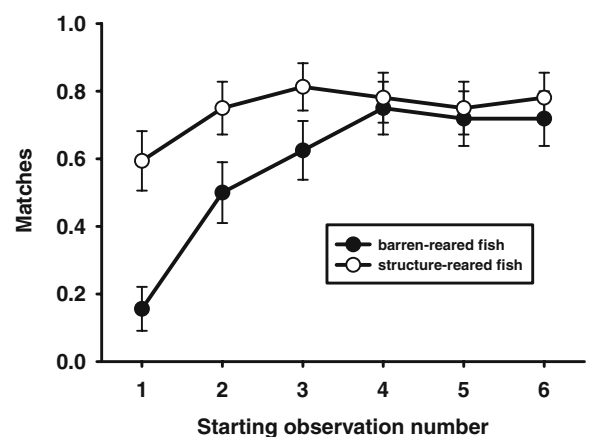 1.0
0.8
0.6
0.4
0.2
0.0
Matches
barren-reared fish
structure-reared fish
1 2 3 4 5 6
Starting observation number